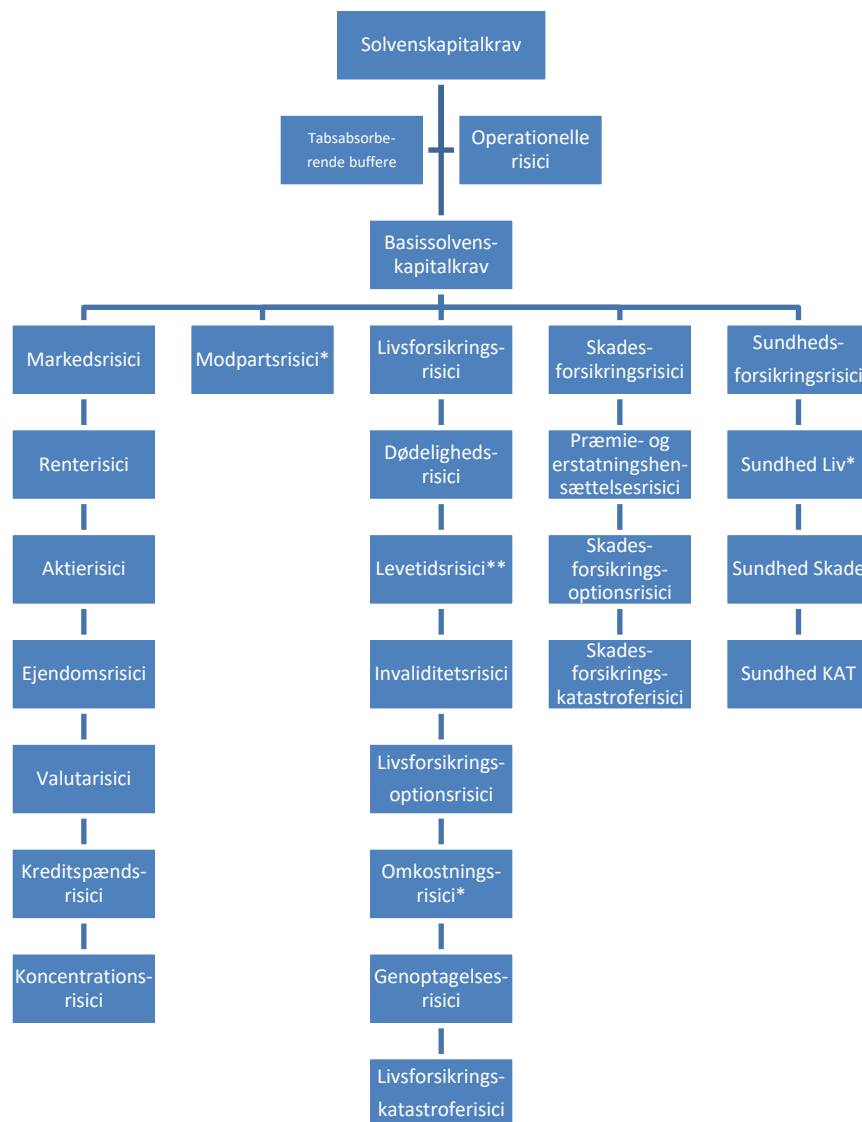 Solvenskapitalkrav
Tabsabsorbe-
rende buffere
Operationelle
risici
Basissolvens-
kapitalkrav
Markedsrisici
Modpartsrisici*
Livsforsikrings-
risici
Skades-
forsikringsrisici
Sundheds-
forsikringsrisici
Renterisici
Dødeligheds-
risici
Præmie- og
erstatningshen-
sættelsesrisici
Sundhed Liv*
Aktierisici
Levetidsrisici**
Skades-
forsikrings-
optionsrisici
Sundhed Skade
Ejendomsrisici
Invaliditetsrisici
Skades-
forsikrings-
katastroferisici
Sundhed KAT
Valutarisici
Livsforsikring-
optionsrisici
Kreditspænds-
risici
Omkostnings-
risici*
Koncentrations-
risici
Genoptagelses-
risici
Livsforsikrings-
katastroferisici